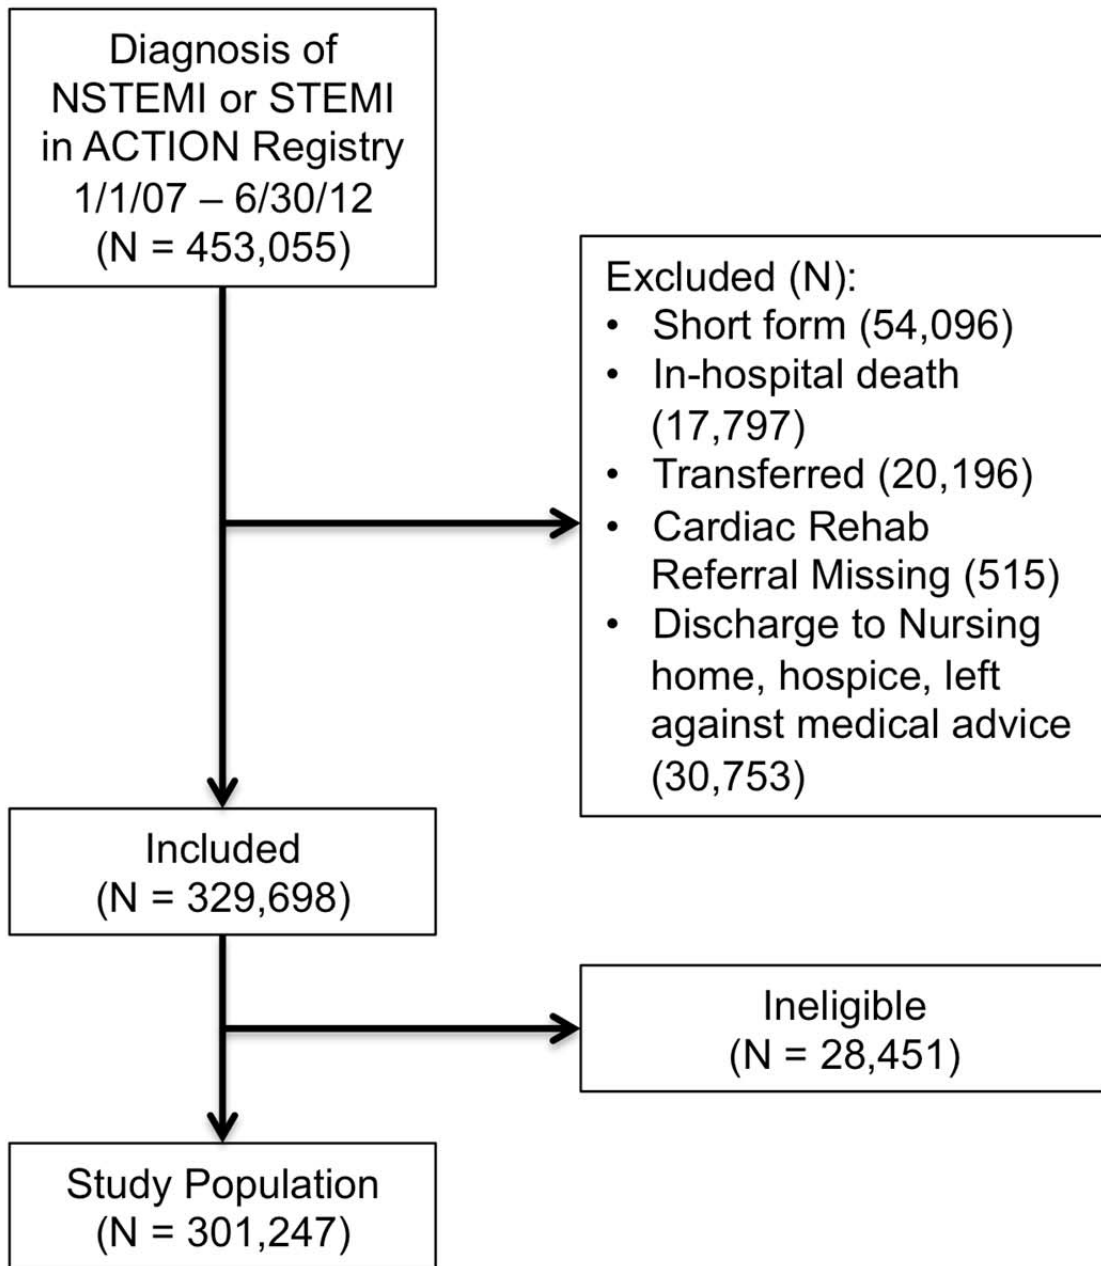 Diagnosis of
NSTEMI or STEMI
in ACTION Registry
1/1/07 – 6/30/12
(N = 453,055)
Excluded (N):
• Short form (54,096)
• In-hospital death
(17,797)
• Transferred (20,196)
• Cardiac Rehab
Referral Missing (515)
• Discharge to Nursing
home, hospice, left
against medical advice
(30,753)
Included
(N = 329,698)
Ineligible
(N = 28,451)
Study Population
(N = 301,247)